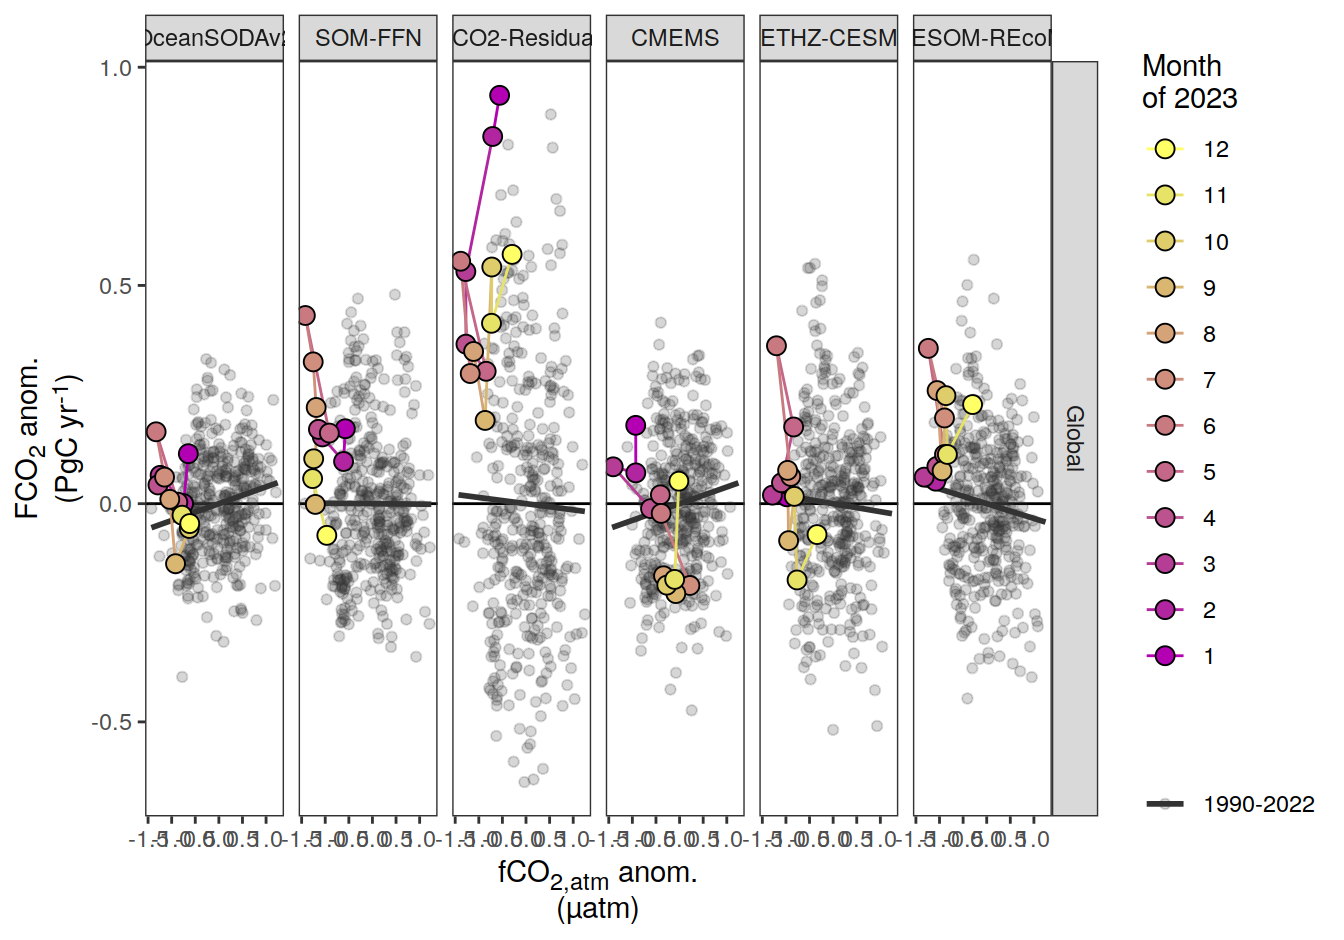 OceanSODAv2
SOM-FFN
CO2-Residual
CMEMS
ETHZ-CESM
ESOM-REcoM
Month
of 2023
12
11
10
9
8
7
6
5
4
3
2
1
1990-2022
Global
FCO2 anom.
(PgC yr-1)
1.0
0.5
0.0
-0.5
fCO2,atm anom.
(µatm)